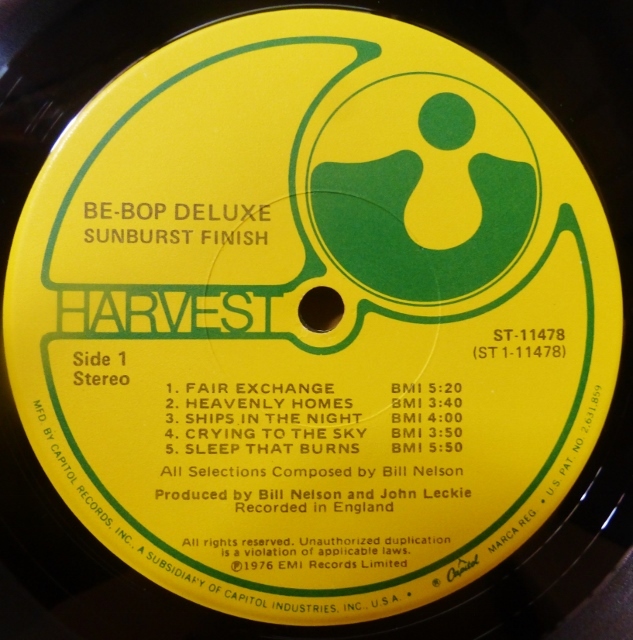 BE-BOP DELUXE
SUNBURST FINISH
HARVEST
ST-11478
(ST 1-11478)
Side 1
Stereo
1. FAIR EXCHANGE BMI 5:20
2. HEAVENLY HOMES BMI 3:40
3. SHIPS IN THE NIGHT BMI 4:00
4. CRYING TO THE SKY BMI 3:50
5. SLEEP THAT BURNS BMI 5:50
All Selections Composed by Bill Nelson
Produced by Bill Nelson and John Leckie
Recorded in England
All rights reserved. Unauthorized duplication
is a violation of applicable laws.
Ⓟ1976 EMI Records Limited
MFD. BY CAPITOL RECORDS, INC., A SUBSIDIARY OF CAPITOL INDUSTRIES, INC., U.S.A. • ® Capitol MARCA REG. • U.S. PAT. NO. 2,631,859